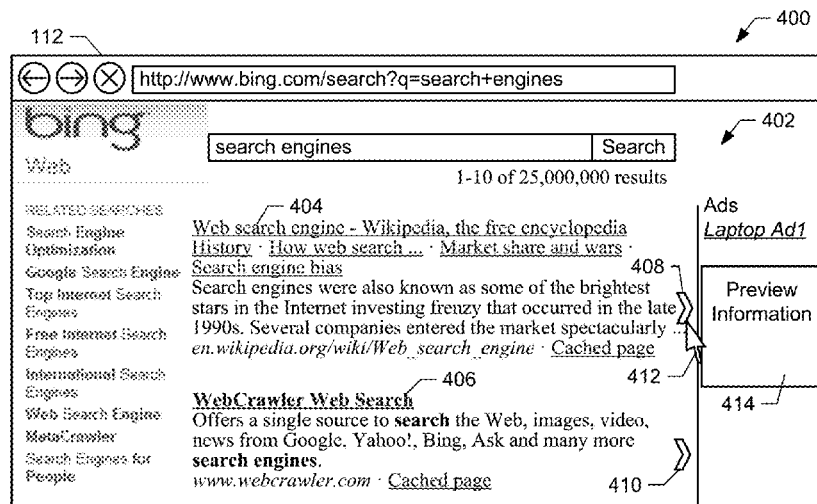 400
112
http://www.bing.com/search?q=search+engines
bing
402
search engines Search
Web
1-10 of 25,000,000 results
RELATED SEARCHES
Search Engine
Optimization
Google Search Engine
Top Internet Search
Engines
Free Internet Search
Engines
International Search
Engines
Web Search Engine
MetaCrawler
Search Engines for
People
404
Web search engine - Wikipedia, the free encyclopedia
History · How web search ... · Market share and wars ·
Search engine bias
408
Search engines were also known as some of the brightest
stars in the Internet investing frenzy that occurred in the late
1990s. Several companies entered the market spectacularly ...
en.wikipedia.org/wiki/Web_search_engine · Cached page
412
406
WebCrawler Web Search
Offers a single source to search the Web, images, video,
news from Google, Yahoo!, Bing, Ask and many more
search engines.
www.webcrawler.com · Cached page
410
Ads
Laptop Ad1
Preview
Information
414